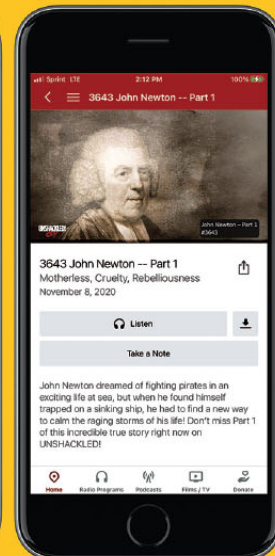 Sprint LTE 2:12 PM 100%
3643 John Newton -- Part 1
UNSHACKLED!
John Newton – Part 1
#3643
3643 John Newton -- Part 1
Motherless, Cruelty, Rebelliousness
November 8, 2020
Listen
Take a Note
John Newton dreamed of fighting pirates in an
exciting life at sea, but when he found himself
trapped on a sinking ship, he had to find a new way
to calm the raging storms of his life! Don't miss Part 1
of this incredible true story right now on
UNSHACKLED!
Home Radio Programs Podcasts Films / TV Donate